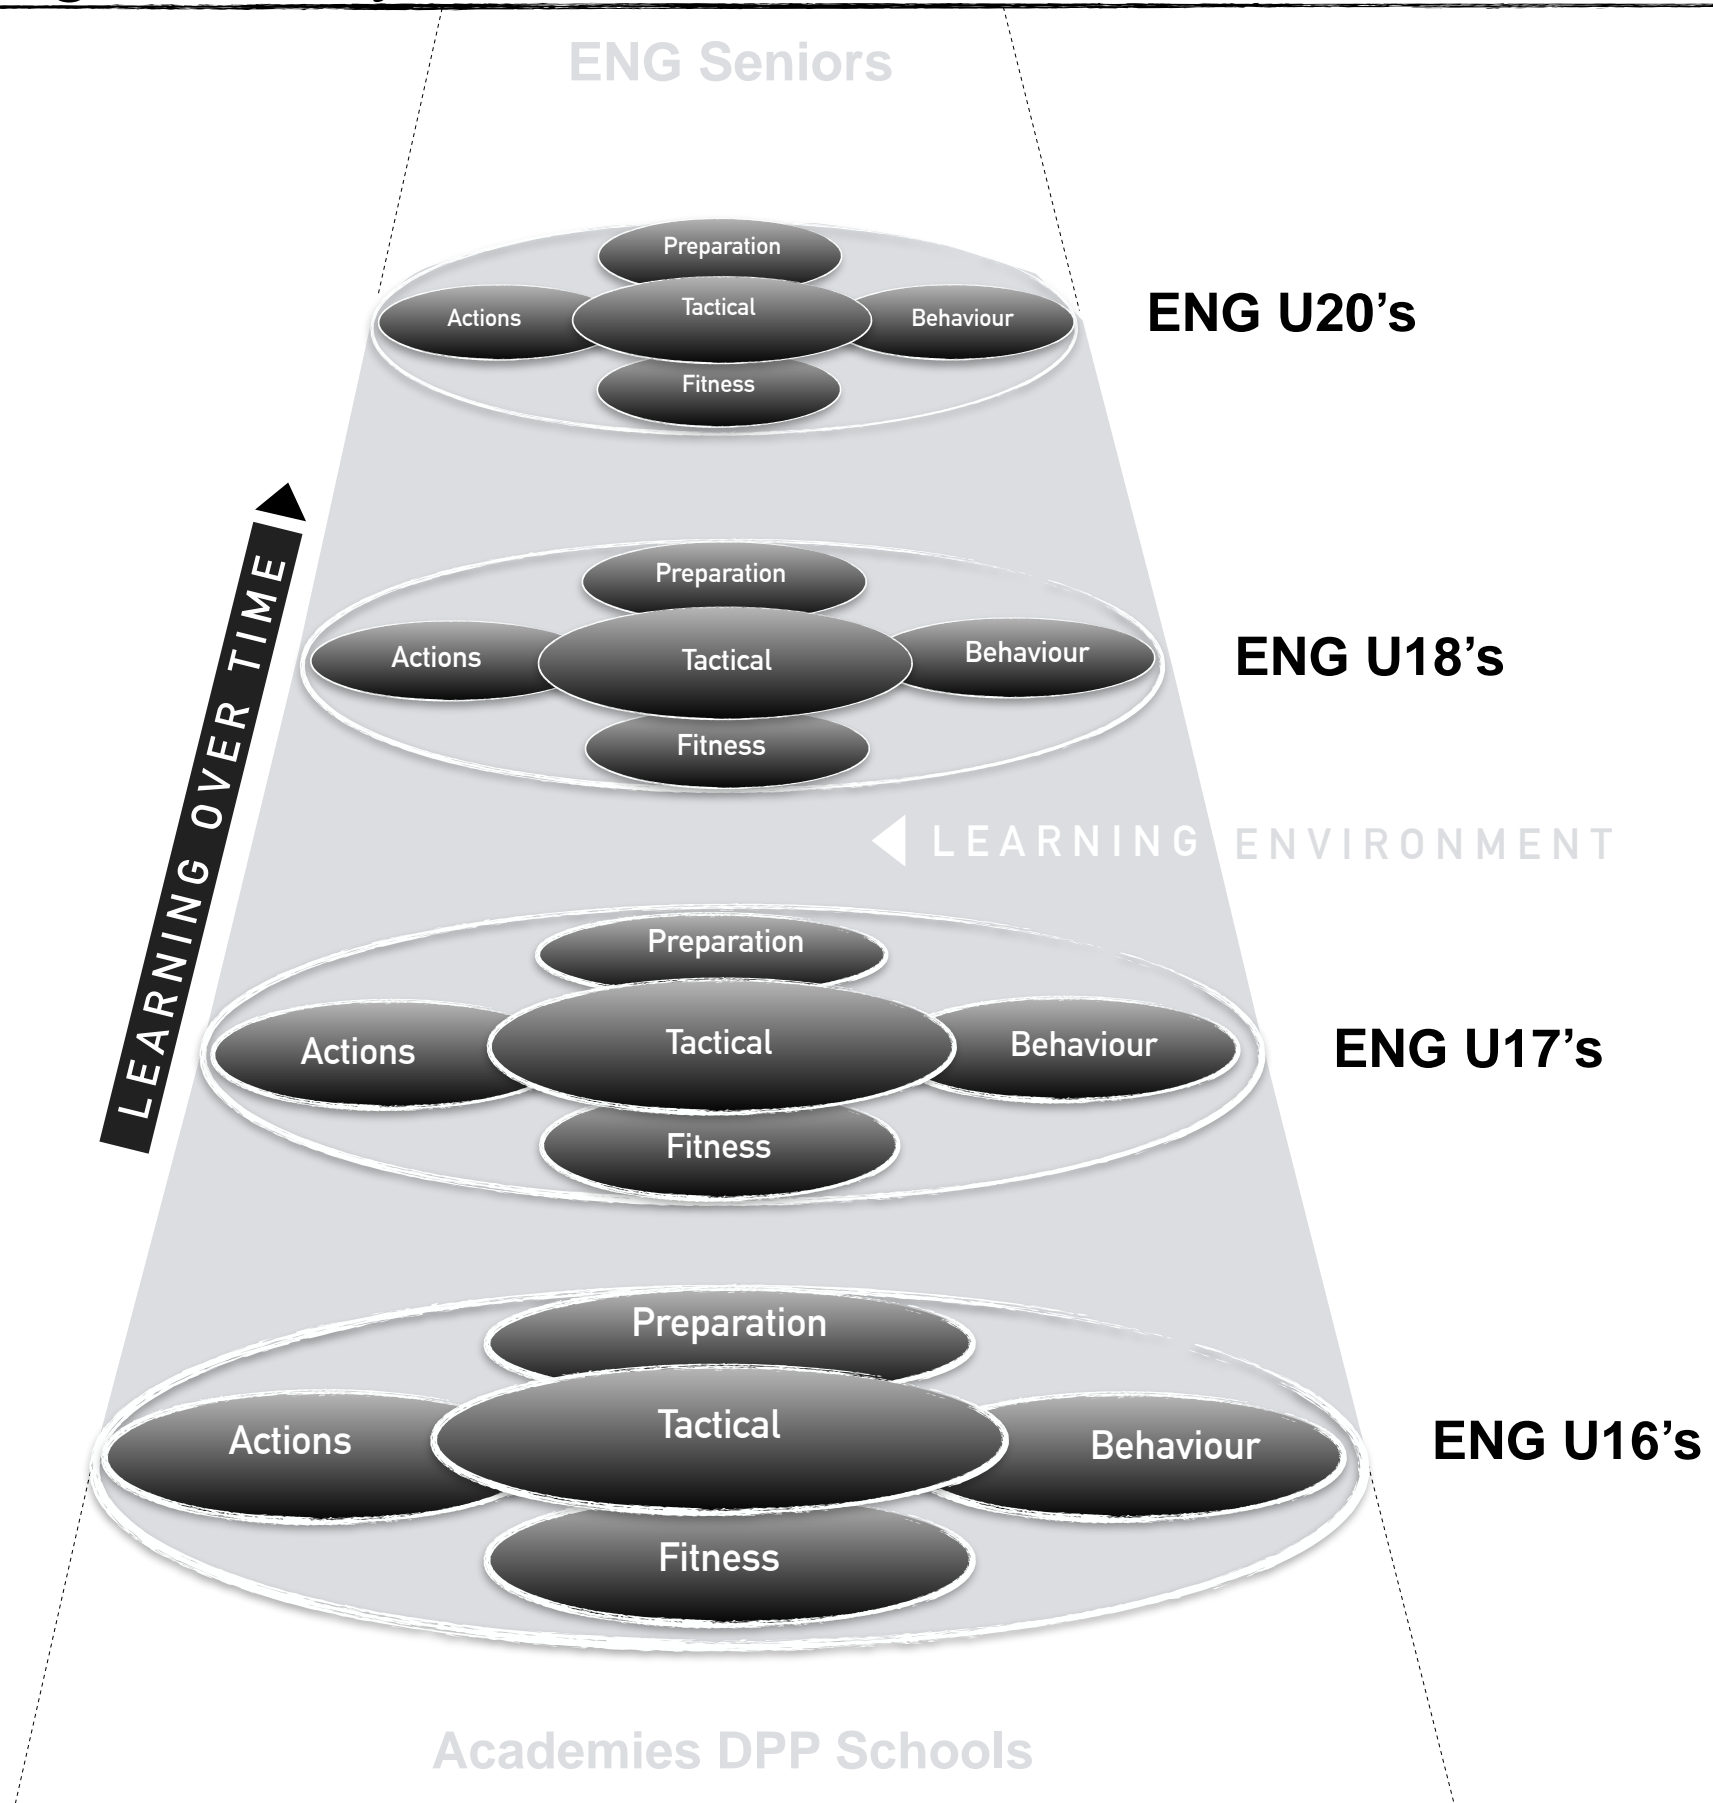 ENG Seniors
Preparation
Actions
Tactical
Behaviour
Fitness
ENG U20’s
Preparation
Actions
Tactical
Behaviour
Fitness
ENG U18’s
LEARNING OVER TIME
LEARNING ENVIRONMENT
Preparation
Actions
Tactical
Behaviour
Fitness
ENG U17’s
Preparation
Actions
Tactical
Behaviour
Fitness
ENG U16’s
Academies DPP Schools